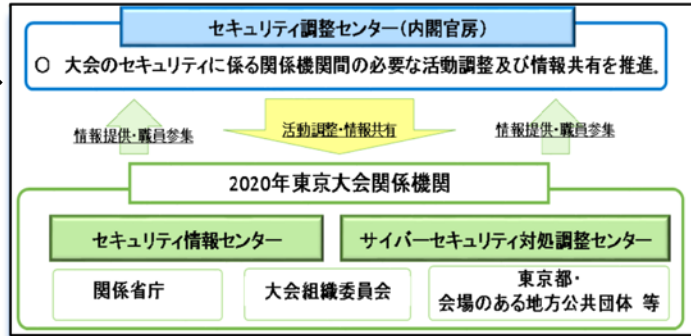 セキュリティ調整センター(内閣官房)
○ 大会のセキュリティに係る関係機関間の必要な活動調整及び情報共有を推進.
情報提供・職員参集
活動調整・情報共有
情報提供・職員参集
2020年東京大会関係機関
セキュリティ情報センター
サイバーセキュリティ対処調整センター
関係省庁
大会組織委員会
東京都・
会場のある地方公共団体 等